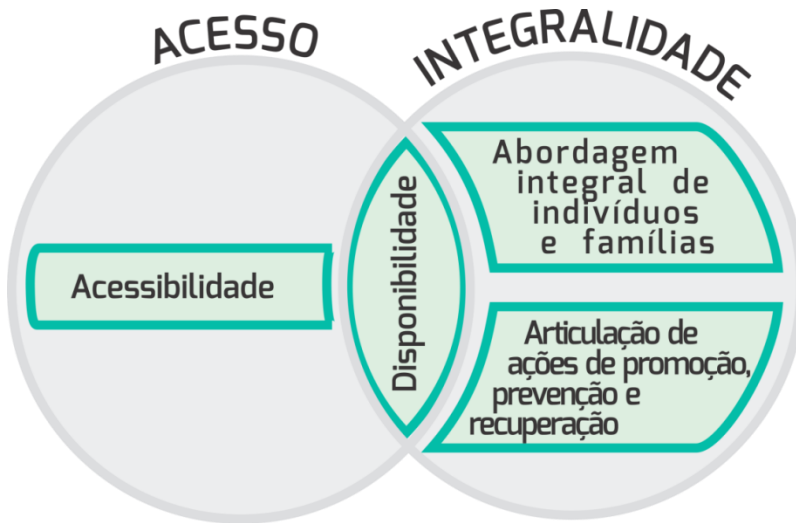 ACESSO
INTEGRALIDADE
Acessibilidade
Disponibilidade
Abordagem
integral de
indivíduos
e famílias
Articulação de
ações de promoção,
prevenção e
recuperação